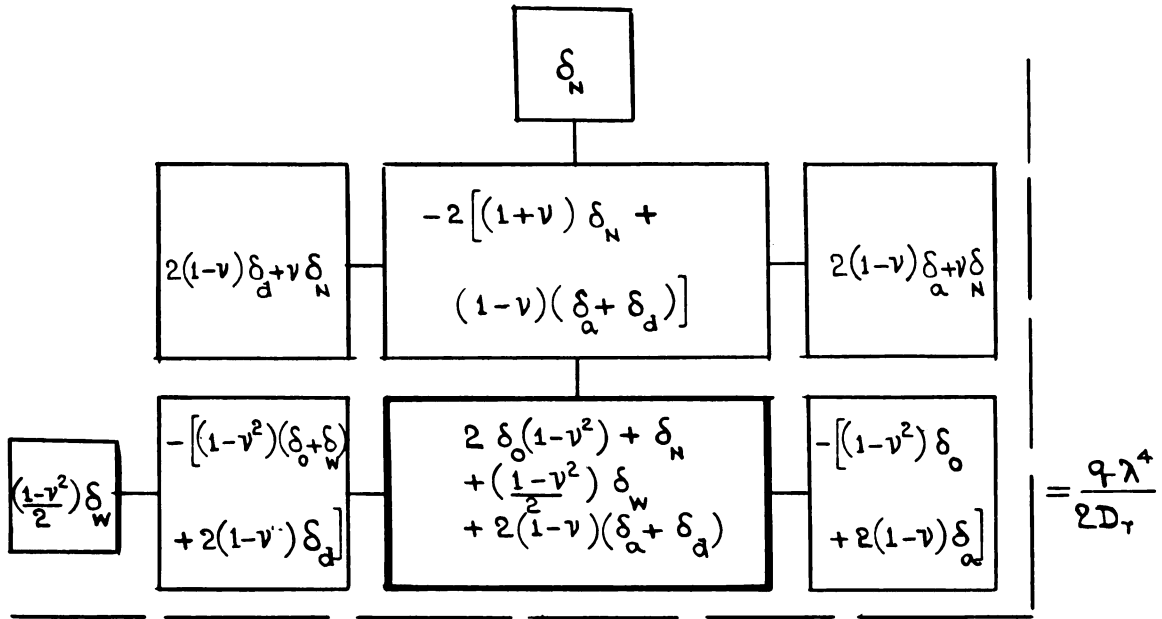 δ_N
2(1-ν)δ_d+νδ_N
-2[(1+ν) δ_N +
(1-ν)(δ_a+ δ_d)]
2(1-ν)δ_a+νδ_N
(1-ν²/2)δ_W
-[(1-ν²)(δ_o+δ_W)
+ 2(1-ν) δ_d]
2 δ_o(1-ν²) + δ_N
+(1-ν²/2) δ_W
+ 2(1-ν)(δ_a+ δ_d)
-[(1-ν²) δ_o
+ 2(1-ν)δ_a]
= qλ⁴/2D_r